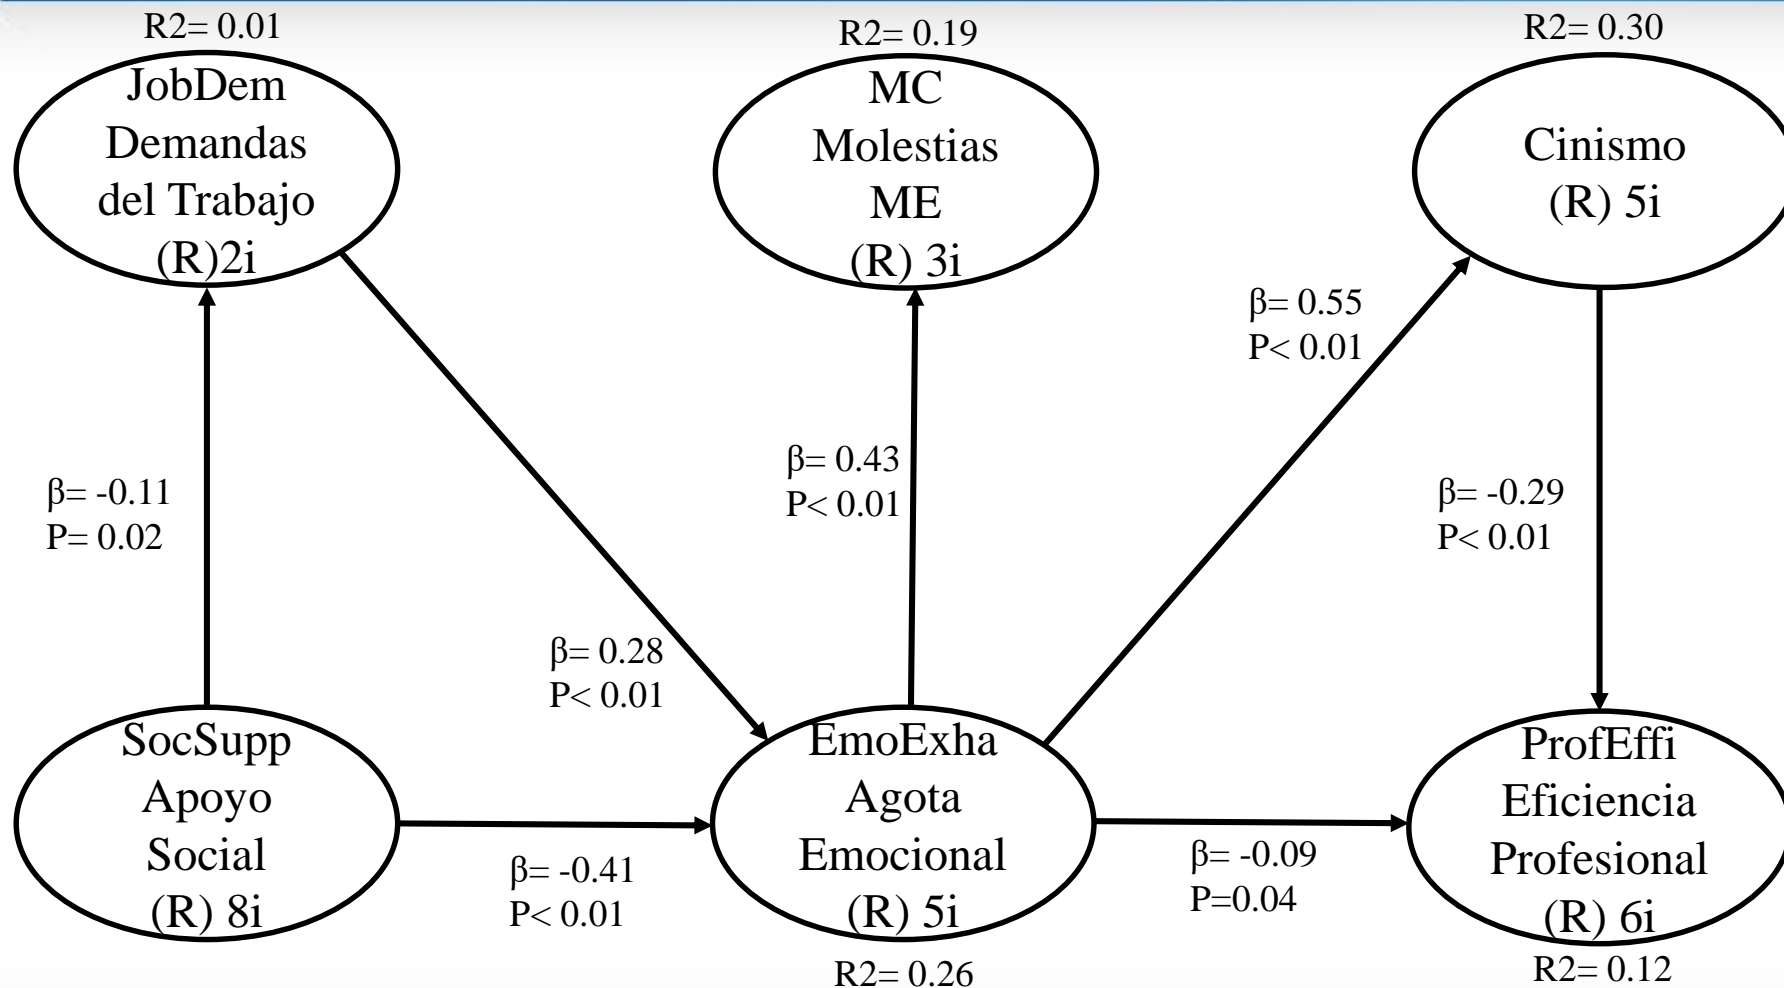 R2= 0.01
JobDem
Demandas
del Trabajo
(R)2i
R2= 0.19
MC
Molestias
ME
(R) 3i
R2= 0.30
Cinismo
(R) 5i
β= -0.11
P= 0.02
β= 0.28
P< 0.01
β= 0.43
P< 0.01
β= 0.55
P< 0.01
β= -0.29
P< 0.01
SocSupp
Apoyo
Social
(R) 8i
β= -0.41
P< 0.01
EmoExha
Agota
Emocional
(R) 5i
R2= 0.26
β= -0.09
P=0.04
ProfEffi
Eficiencia
Profesional
(R) 6i
R2= 0.12